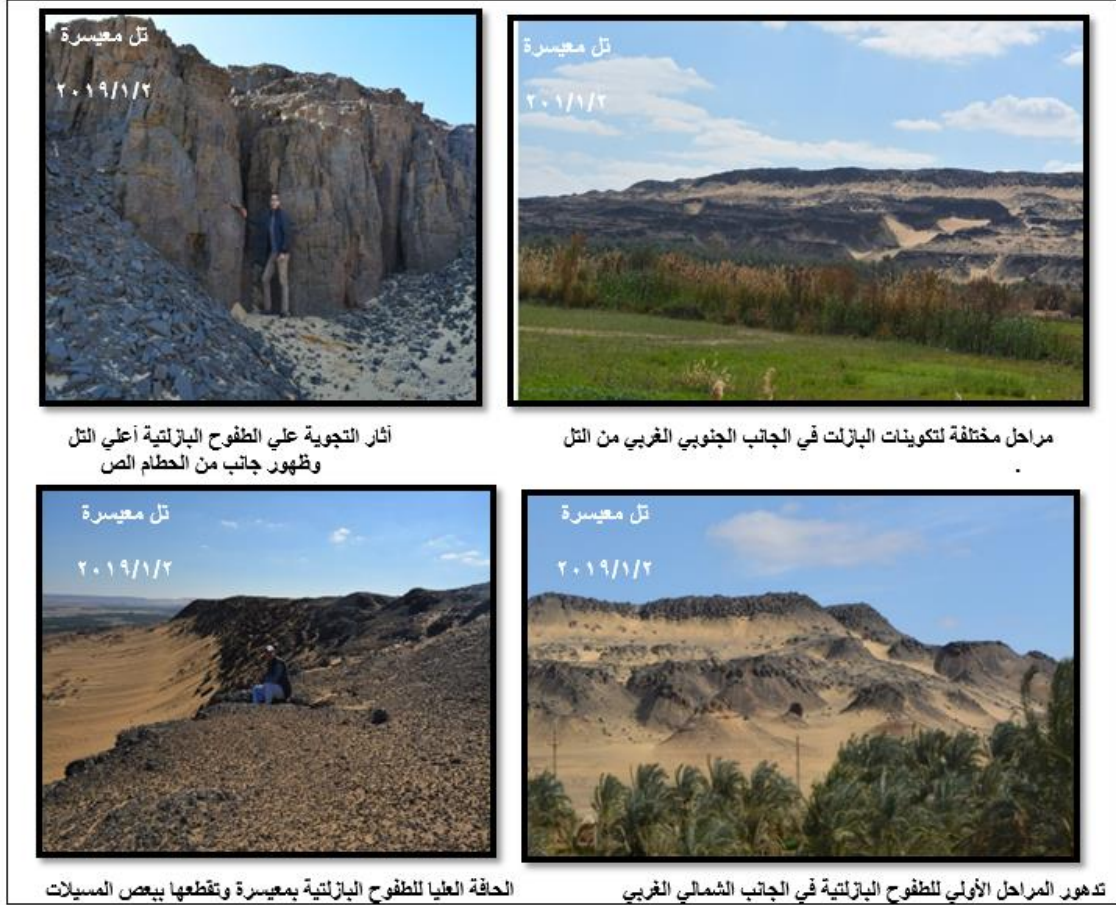 تل معيسرة
٢٠١/١/٢
تل معيسرة
٢٠١٩/١/٢
مراحل مختلفة لتكوينات البازلت في الجانب الجنوبي الغربي من التل
.
أثار التجوية علي الطفوح البازلتية أعلي التل
وظهور جانب من الحطام الص
تل معيسرة
٢٠١٩/١/٢
تل معيسرة
٢٠١٩/١/٢
تدهور المراحل الأولي للطفوح البازلتية في الجانب الشمالي الغربي
الحافة العليا للطفوح البازلتية بمعيسرة وتقطعها ببعص المسيلات